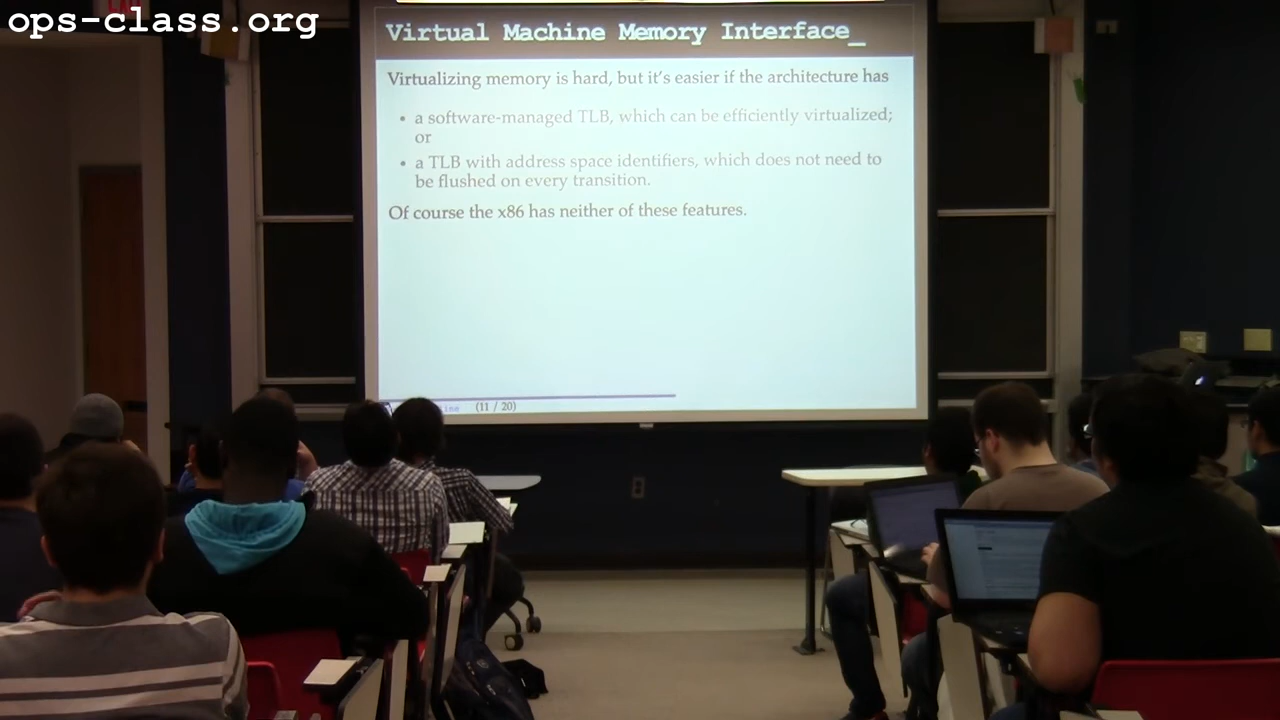 ops-class.org
Virtual Machine Memory Interface_
Virtualizing memory is hard, but it's easier if the architecture has
• a software-managed TLB, which can be efficiently virtualized;
or
• a TLB with address space identifiers, which does not need to
be flushed on every transition.
Of course the x86 has neither of these features.
(11 / 20)